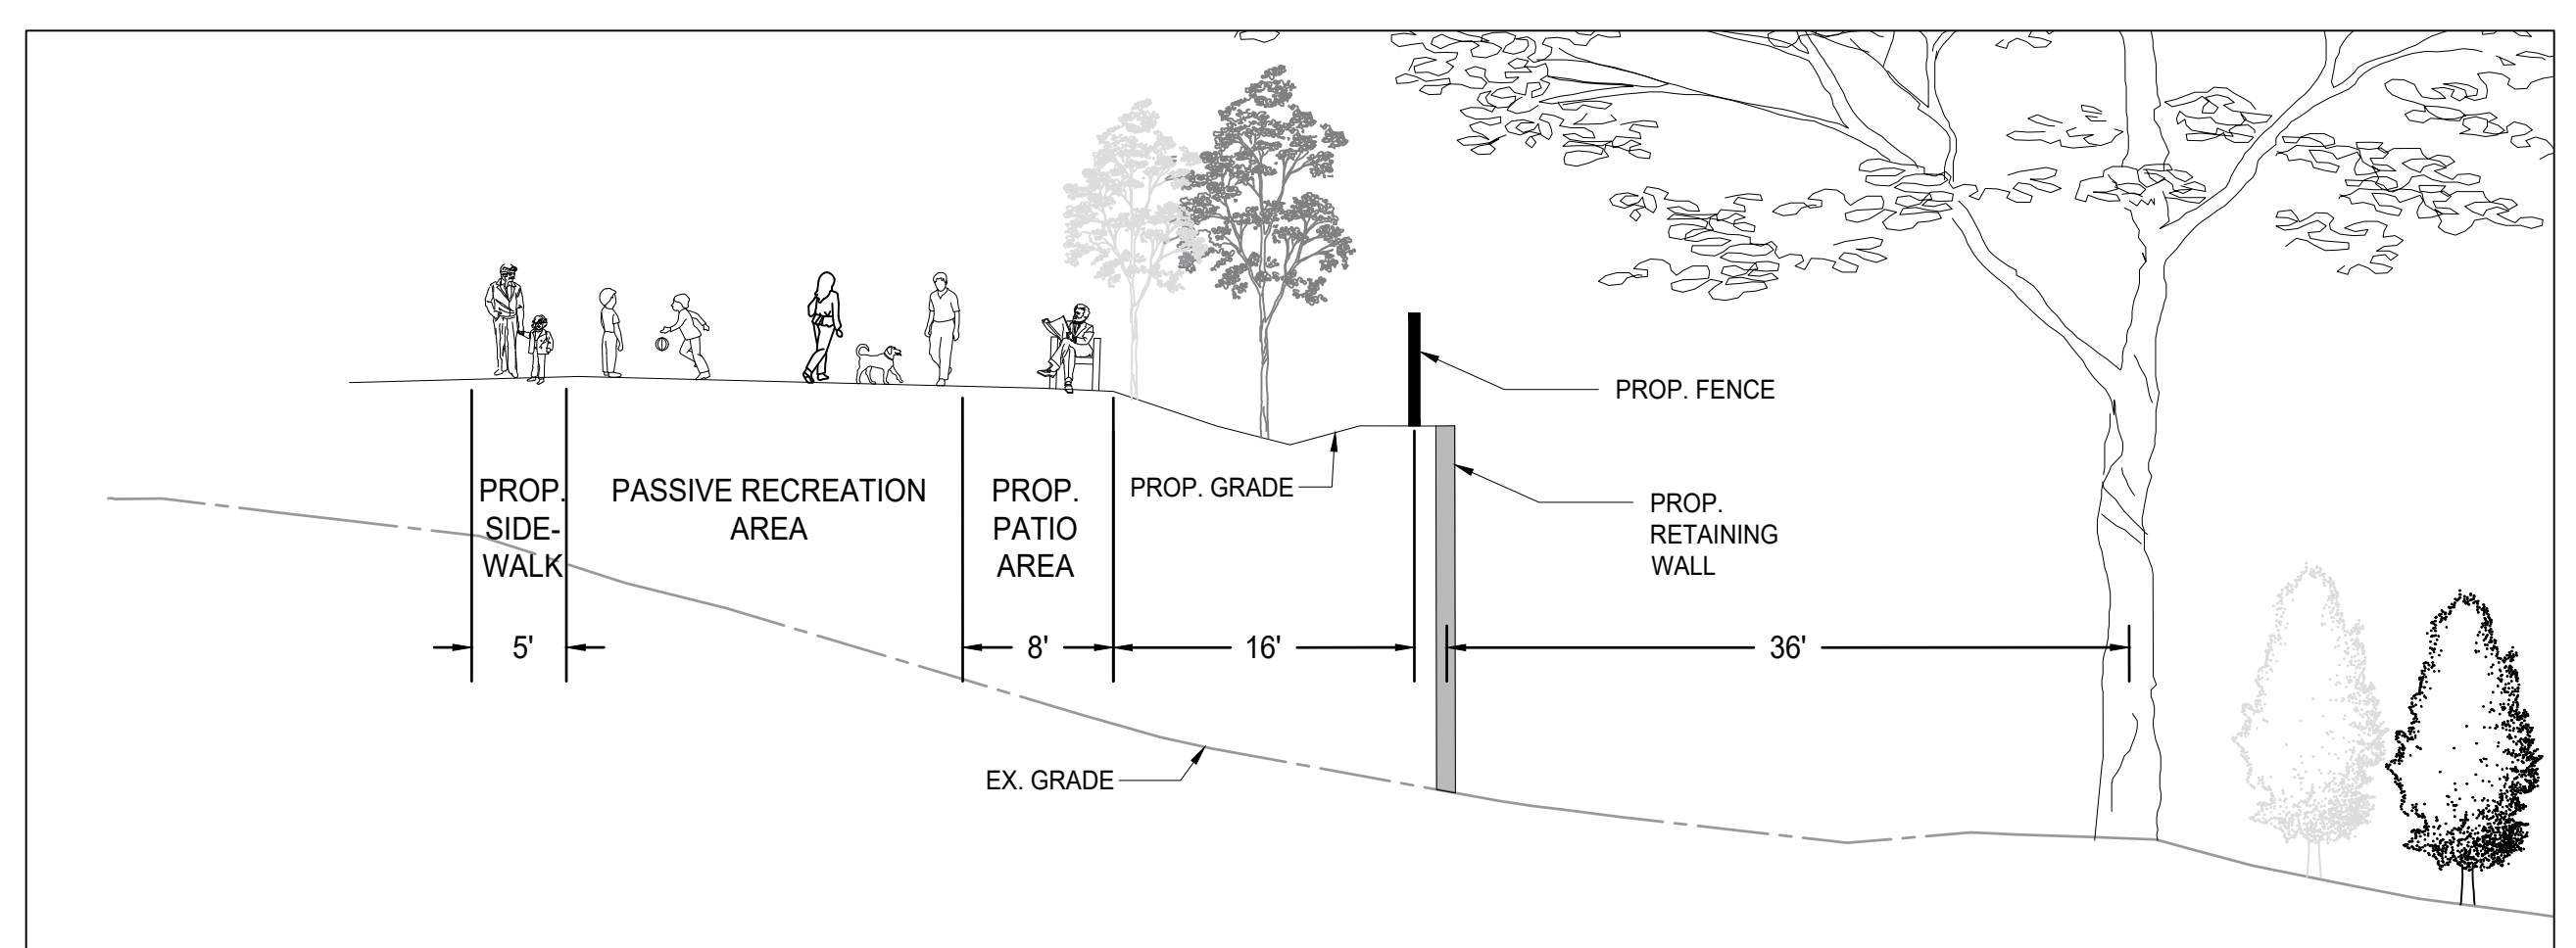 PROP. FENCE
PROP.
SIDE-
WALK
PASSIVE RECREATION
AREA
PROP.
PATIO
AREA
PROP. GRADE
PROP.
RETAINING
WALL
5'
8'
16'
36'
EX. GRADE